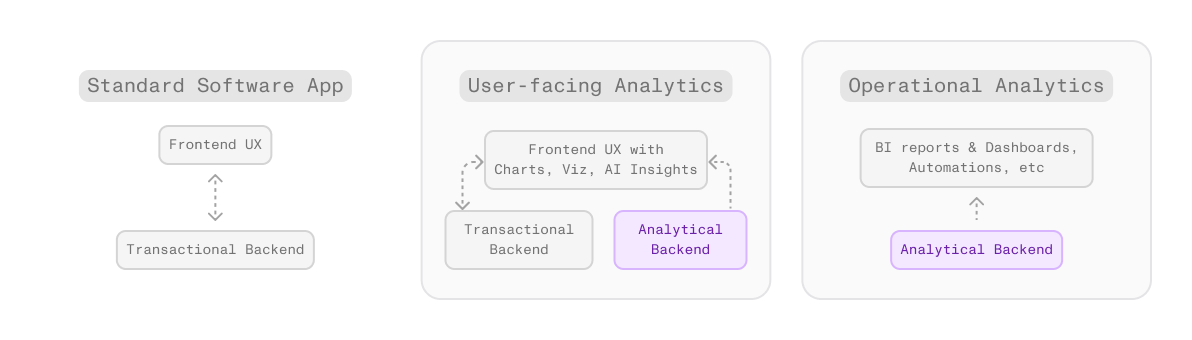 Standard Software App
Frontend UX
Transactional Backend
User-facing Analytics
Frontend UX with
Charts, Viz, AI Insights
Transactional
Backend
Analytical
Backend
Operational Analytics
BI reports & Dashboards,
Automations, etc
Analytical Backend